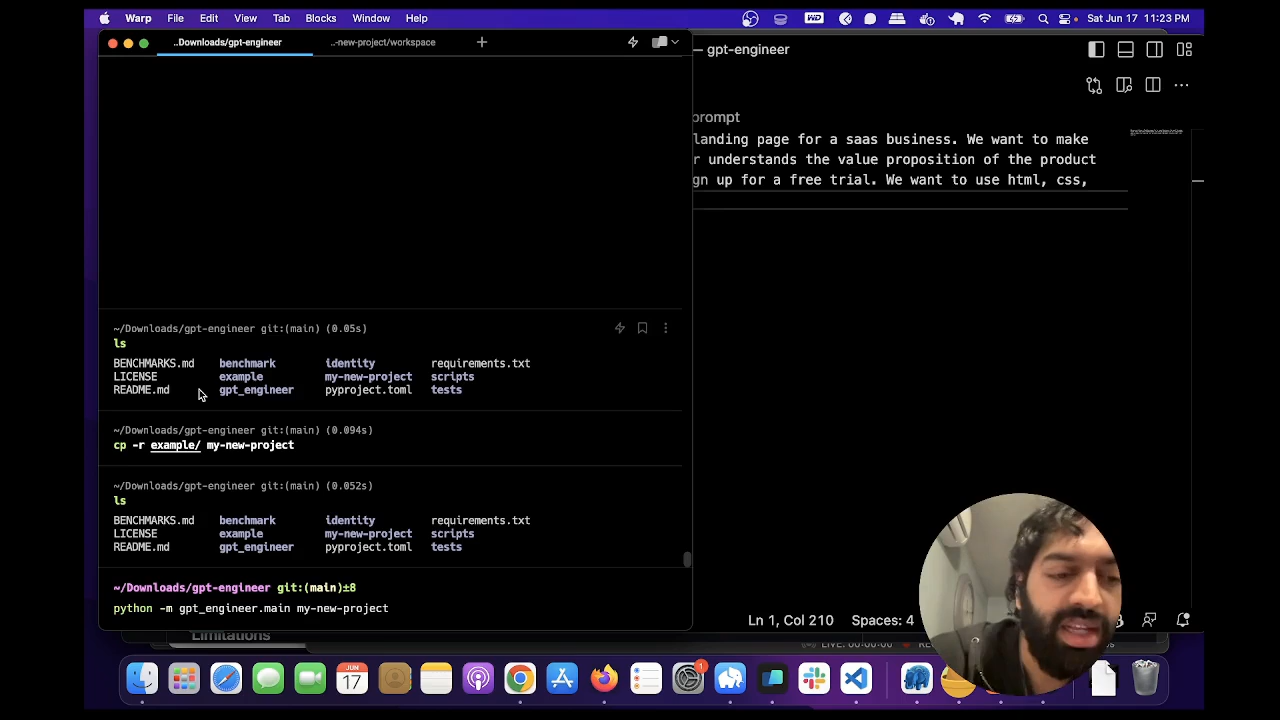 Warp File Edit View Tab Blocks Window Help
Sat Jun 17 11:23 PM
..Downloads/gpt-engineer
..-new-project/workspace
— gpt-engineer
prompt
landing page for a saas business. We want to make
r understands the value proposition of the product
gn up for a free trial. We want to use html, css,
~/Downloads/gpt-engineer git:(main) (0.05s)
ls
BENCHMARKS.md benchmark identity requirements.txt
LICENSE example my-new-project scripts
README.md gpt_engineer pyproject.toml tests
~/Downloads/gpt-engineer git:(main) (0.094s)
cp -r example/ my-new-project
~/Downloads/gpt-engineer git:(main) (0.052s)
ls
BENCHMARKS.md benchmark identity requirements.txt
LICENSE example my-new-project scripts
README.md gpt_engineer pyproject.toml tests
~/Downloads/gpt-engineer git:(main)±8
python -m gpt_engineer.main my-new-project
Ln 1, Col 210 Spaces: 4
Limitations
LIVE: 00:00:00
JUN
17
1